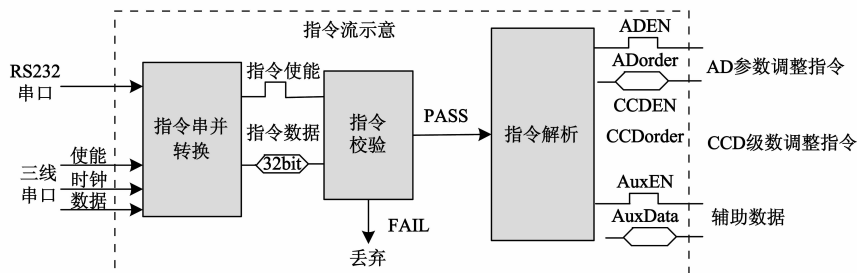 指令流示意
RS232
串口
三线
串口
使能
时钟
数据
指令串并
转换
指令使能
指令数据
32bit
指令
校验
PASS
FAIL
丢弃
指令解析
ADEN
ADorder
CCDEN
CCDorder
AuxEN
AuxData
AD参数调整指令
CCD级数调整指令
辅助数据